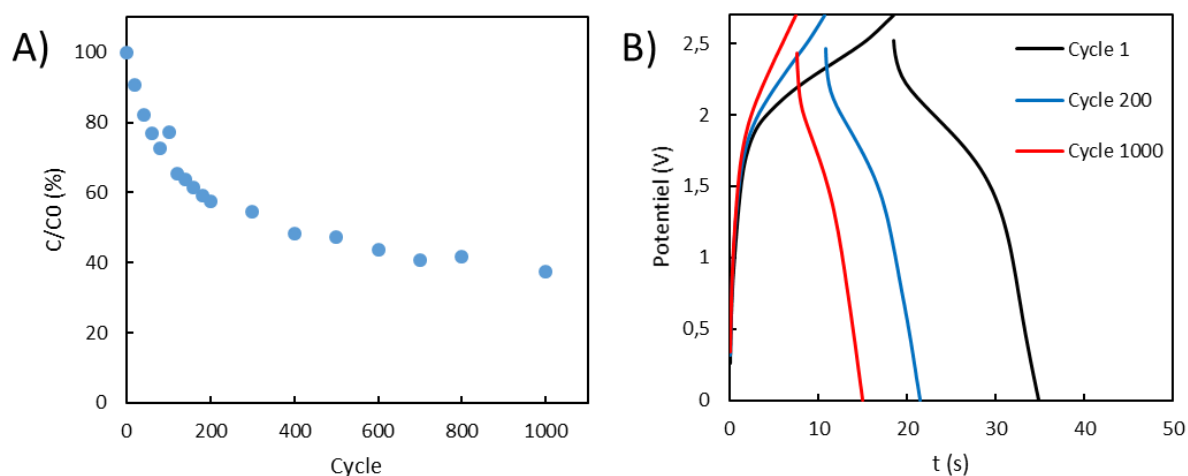 A)
C/C0 (%)
100
80
60
40
20
0
0 200 400 600 800 1000
Cycle
B)
Potentiel (V)
2,5
2
1,5
1
0,5
0
0 10 20 30 40 50
t (s)
Cycle 1
Cycle 200
Cycle 1000